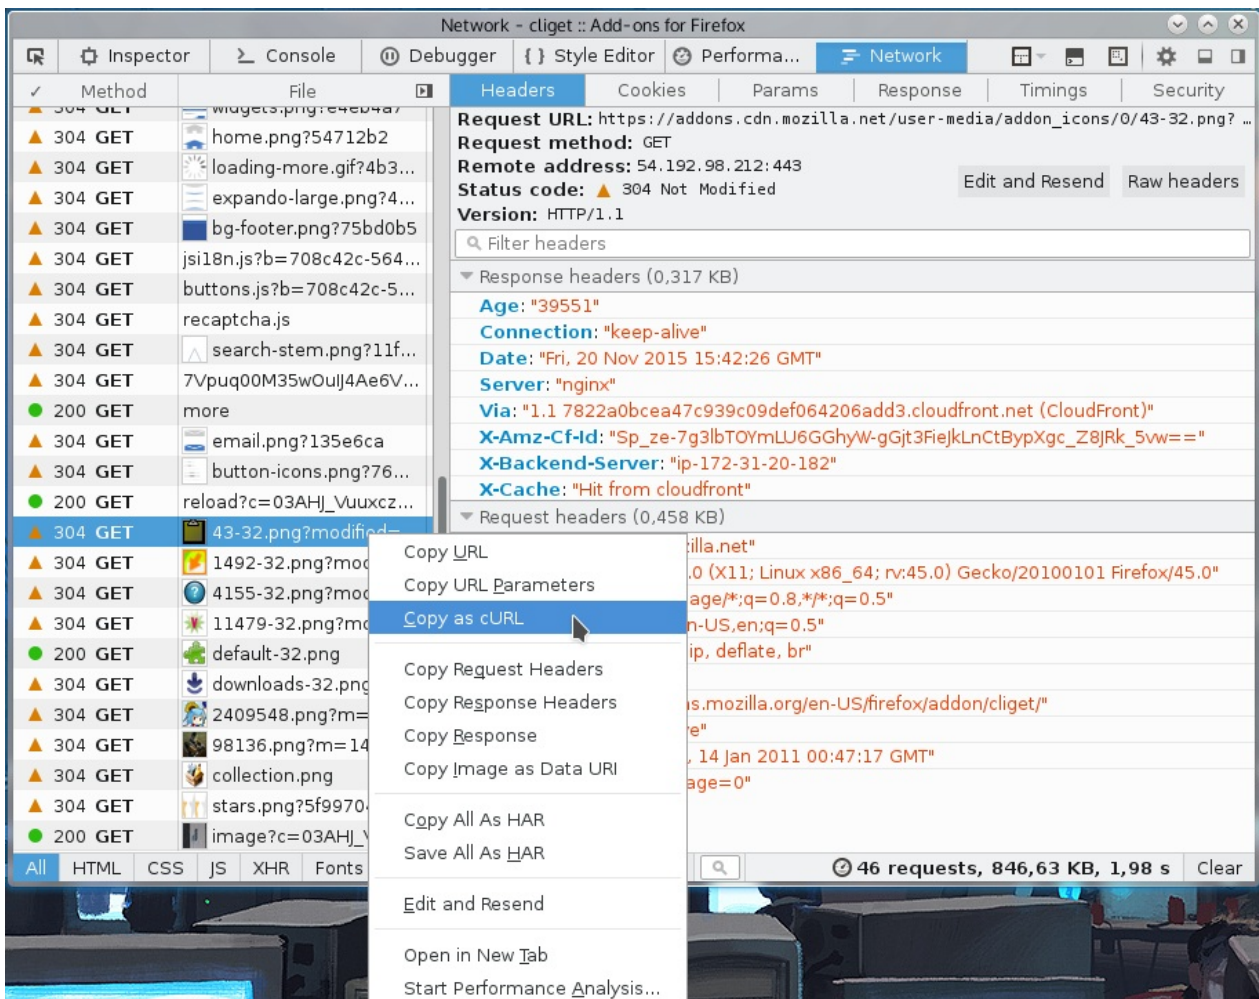 Network - cliget :: Add-ons for Firefox
Inspector Console Debugger { } Style Editor Performa... Network
✓ Method File Headers Cookies Params Response Timings Security
304 GET widgets.png?e4eb4a7
304 GET home.png?54712b2
304 GET loading-more.gif?4b3...
304 GET expando-large.png?4...
304 GET bg-footer.png?75bd0b5
304 GET jsi18n.js?b=708c42c-564...
304 GET buttons.js?b=708c42c-5...
304 GET recaptcha.js
304 GET search-stem.png?11f...
304 GET
200 GET more
304 GET email.png?135e6ca
304 GET button-icons.png?76...
200 GET reload?c=03AHJ_Vuuxcz...
304 GET 43-32.png?modified=
304 GET 1492-32.png?mod
304 GET 4155-32.png?mod
304 GET 11479-32.png?mo
200 GET default-32.png
304 GET downloads-32.png
304 GET 2409548.png?m=
304 GET 98136.png?m=14
304 GET collection.png
304 GET stars.png?5f9970
200 GET image?c=03AHJ_V
Request URL: https://addons.cdn.mozilla.net/user-media/addon_icons/0/43-32.png? …
Request method: GET
Remote address: 54.192.98.212:443
Status code: 304 Not Modified
Edit and Resend Raw headers
Version: HTTP/1.1
Filter headers
Response headers (0,317 KB)
Age: "39551"
Connection: "keep-alive"
Date: "Fri, 20 Nov 2015 15:42:26 GMT"
Server: "nginx"
Via: "1.1 7822a0bcea47c939c09def064206add3.cloudfront.net (CloudFront)"
X-Amz-Cf-Id: "Sp_ze-7g3lbTOYmLU6GGhyW-gGjt3FieJkLnCtBypXgc_Z8JRk_5vw=="
X-Backend-Server: "ip-172-31-20-182"
X-Cache: "Hit from cloudfront"
Request headers (0,458 KB)
illa.net"
.0 (X11; Linux x86_64; rv:45.0) Gecko/20100101 Firefox/45.0"
age/*;q=0.8,*/*;q=0.5"
n-US,en;q=0.5"
ip, deflate, br"
s.mozilla.org/en-US/firefox/addon/cliget/"
e"
, 14 Jan 2011 00:47:17 GMT"
age=0"
Copy URL
Copy URL Parameters
Copy as cURL
Copy Request Headers
Copy Response Headers
Copy Response
Copy Image as Data URI
Copy All As HAR
Save All As HAR
Edit and Resend
Open in New Tab
Start Performance Analysis...
All HTML CSS JS XHR Fonts
46 requests, 846,63 KB, 1,98 s Clear